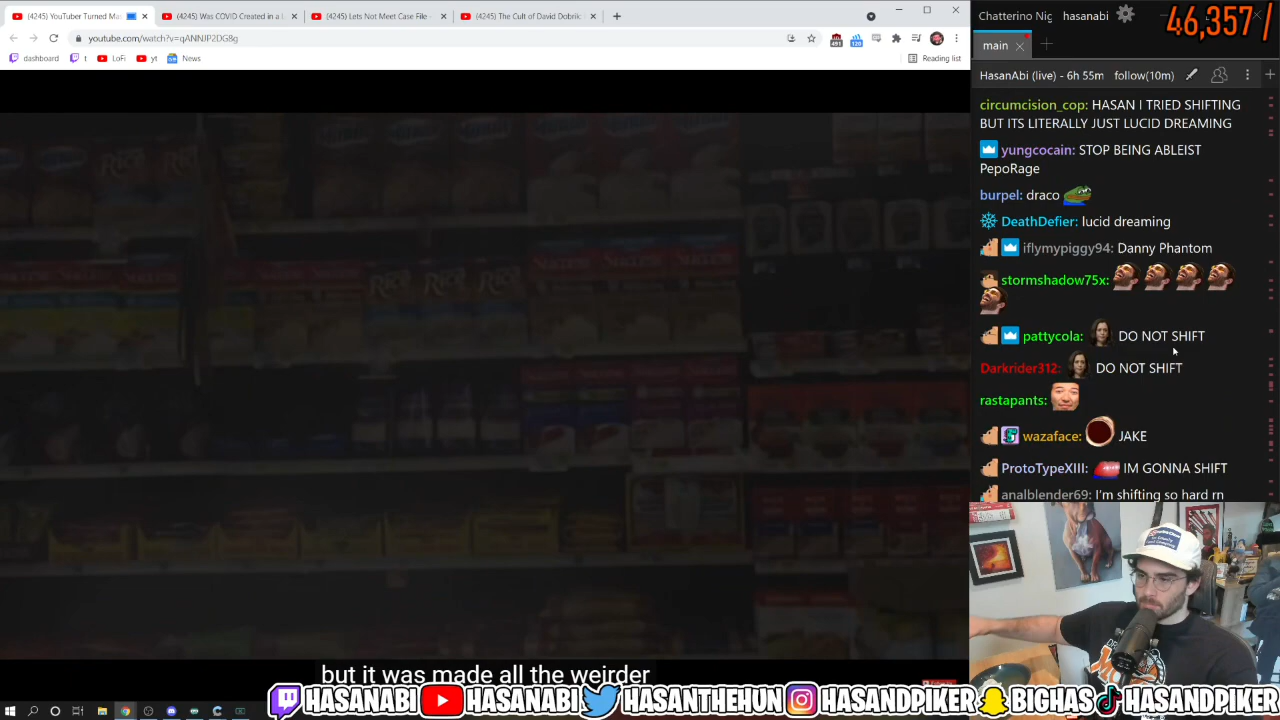 (4245) YouTuber Turned Ma
(4245) Was COVID Created in a
(4245) Lets Not Meet Case File -
(4245) The Cult of David Dobrik:
youtube.com/watch?v=qANNJP2DG8g
491
120
dashboard
t
LoFi
yt
News
Reading list
but it was made all the weirder
Chatterino Nig
hasanabi
46,357 /
main
HasanAbi (live) - 6h 55m
follow(10m)
circumcision_cop: HASAN I TRIED SHIFTING
BUT ITS LITERALLY JUST LUCID DREAMING
yungcocain: STOP BEING ABLEIST
PepoRage
burpel: draco
DeathDefier: lucid dreaming
iflymypiggy94: Danny Phantom
stormshadow75x:
pattycola: DO NOT SHIFT
Darkrider312: DO NOT SHIFT
rastapants:
wazaface: JAKE
ProtoTypeXIII: IM GONNA SHIFT
analblender69: I'm shifting so hard rn
HASANABI
HASANABI
HASANTHEHUN
HASANDPIKER
BIGHAS
HASANDPIKER